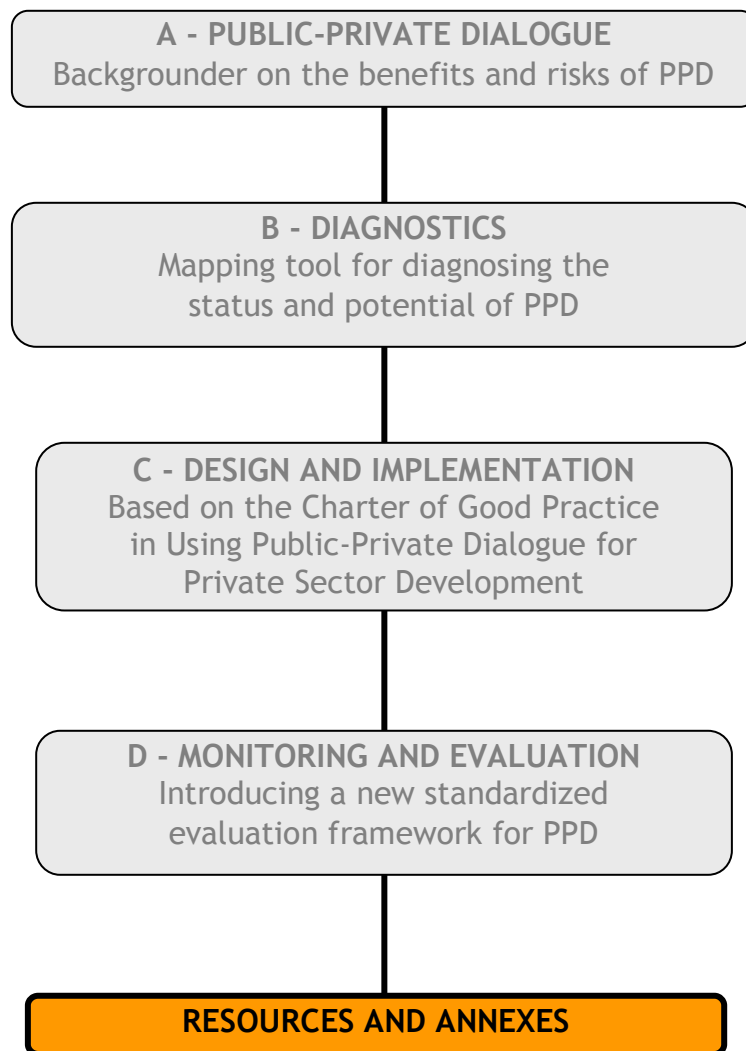 A - PUBLIC-PRIVATE DIALOGUE
Backgrounder on the benefits and risks of PPD
B - DIAGNOSTICS
Mapping tool for diagnosing the
status and potential of PPD
C - DESIGN AND IMPLEMENTATION
Based on the Charter of Good Practice
in Using Public-Private Dialogue for
Private Sector Development
D - MONITORING AND EVALUATION
Introducing a new standardized
evaluation framework for PPD
RESOURCES AND ANNEXES